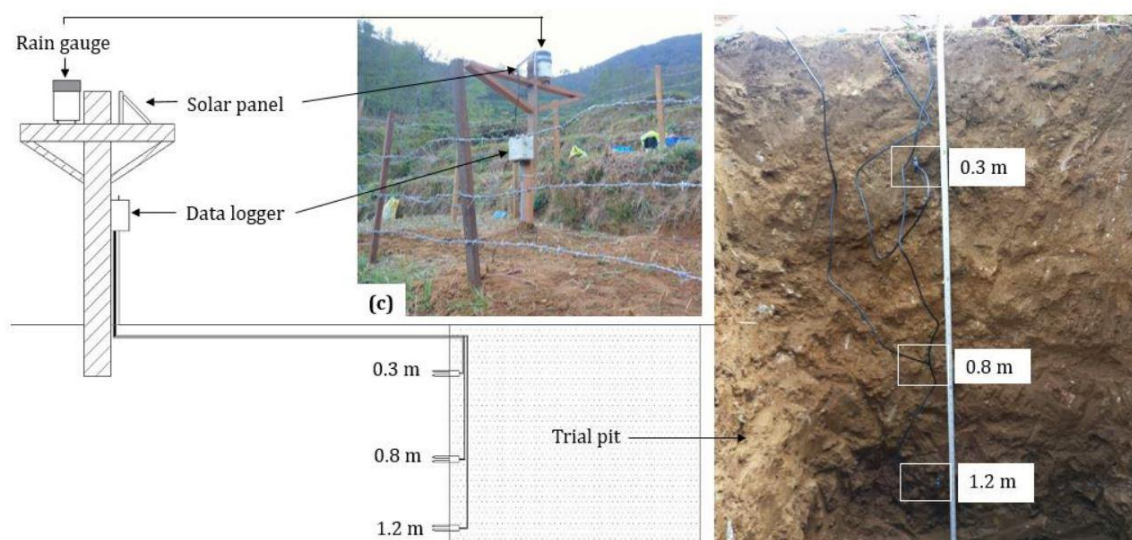 Rain gauge
Solar panel
Data logger
(c)
0.3 m
0.8 m
1.2 m
Trial pit
0.3 m
0.8 m
1.2 m